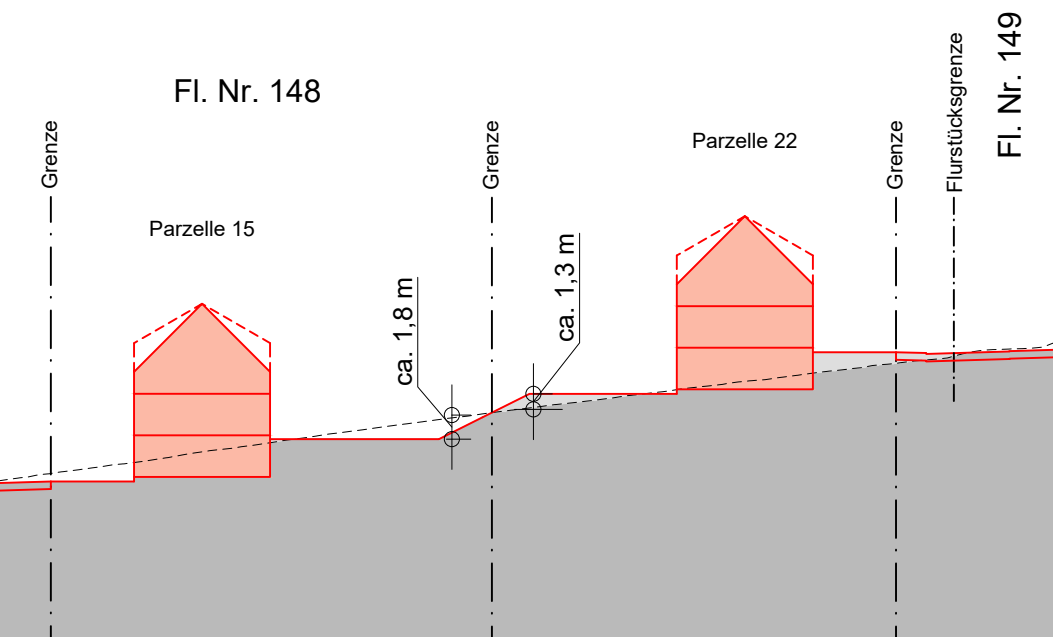 Fl. Nr. 148
Fl. Nr. 149
Grenze
Grenze
Grenze
Flurstücksgrenze
Parzelle 15
Parzelle 22
ca. 1,8 m
ca. 1,3 m